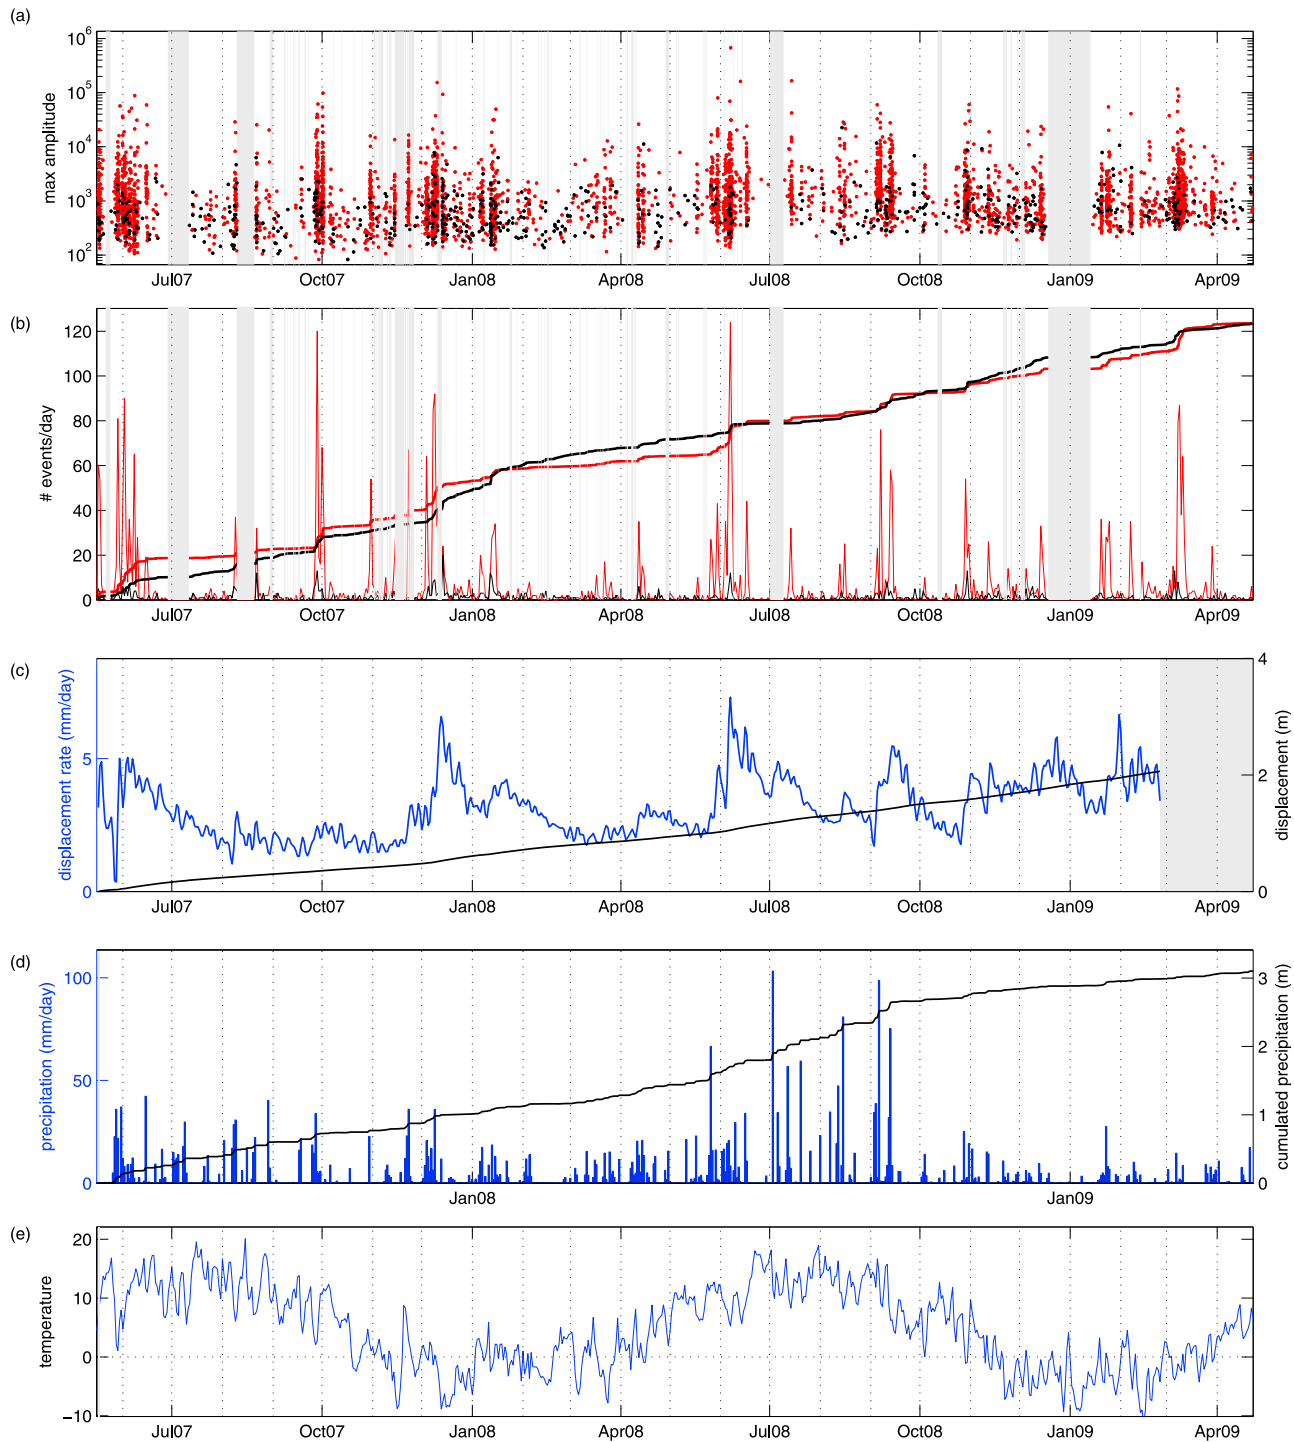 (a)
max amplitude
10^6
10^5
10^4
10^3
10^2
Jul07 Oct07 Jan08 Apr08 Jul08 Oct08 Jan09 Apr09
(b)
# events/day
120
100
80
60
40
20
0
Jul07 Oct07 Jan08 Apr08 Jul08 Oct08 Jan09 Apr09
(c)
displacement rate (mm/day)
5
0
displacement (m)
4
2
0
Jul07 Oct07 Jan08 Apr08 Jul08 Oct08 Jan09 Apr09
(d)
precipitation (mm/day)
100
50
0
cumulated precipitation (m)
3
2
1
0
Jan08 Jan09
(e)
temperature
20
10
0
−10
Jul07 Oct07 Jan08 Apr08 Jul08 Oct08 Jan09 Apr09